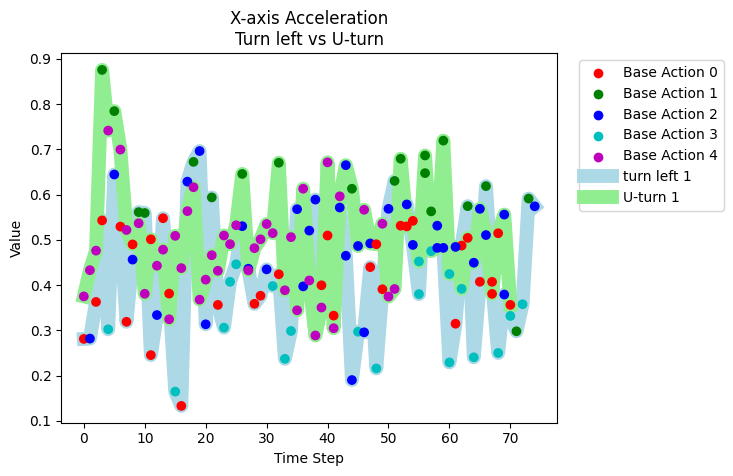 X-axis Acceleration
Turn left vs U-turn
Value
0.9
0.8
0.7
0.6
0.5
0.4
0.3
0.2
0.1
0 10 20 30 40 50 60 70
Time Step
Base Action 0
Base Action 1
Base Action 2
Base Action 3
Base Action 4
turn left 1
U-turn 1